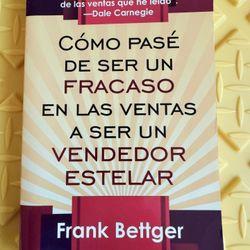 de las ventas que he leído".
—Dale Carnegie
CÓMO PASÉ
DE SER UN
FRACASO
EN LAS VENTAS
A SER UN
VENDEDOR
ESTELAR
Frank Bettger